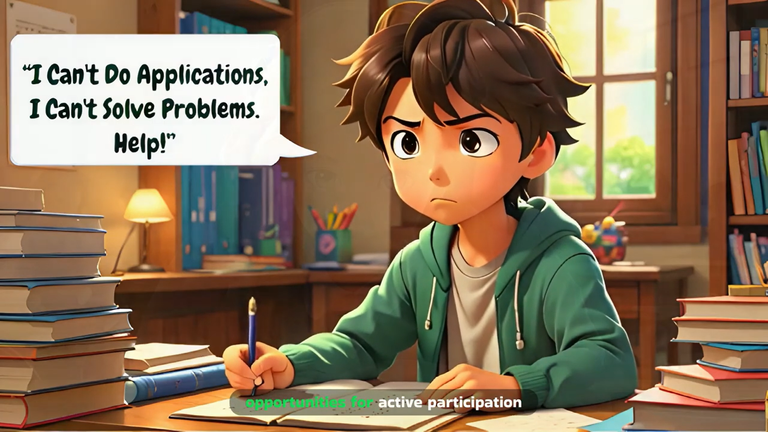 “I Can't Do Applications,
I Can't Solve Problems.
Help!”
opportunities for active participation